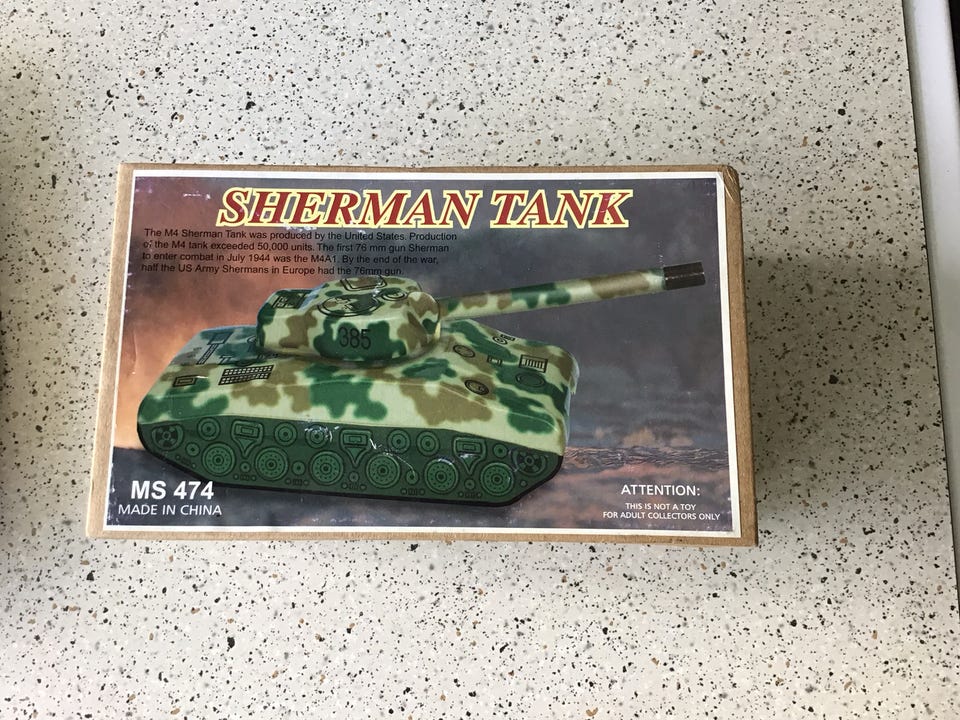 SHERMAN TANK
The M4 Sherman Tank was produced by the United States. Production
of the M4 tank exceeded 50,000 units. The first 76 mm gun Sherman
to enter combat in July 1944 was the M4A1. By the end of the war,
half the US Army Shermans in Europe had the 76mm gun.
385
MS 474
MADE IN CHINA
ATTENTION:
THIS IS NOT A TOY
FOR ADULT COLLECTORS ONLY